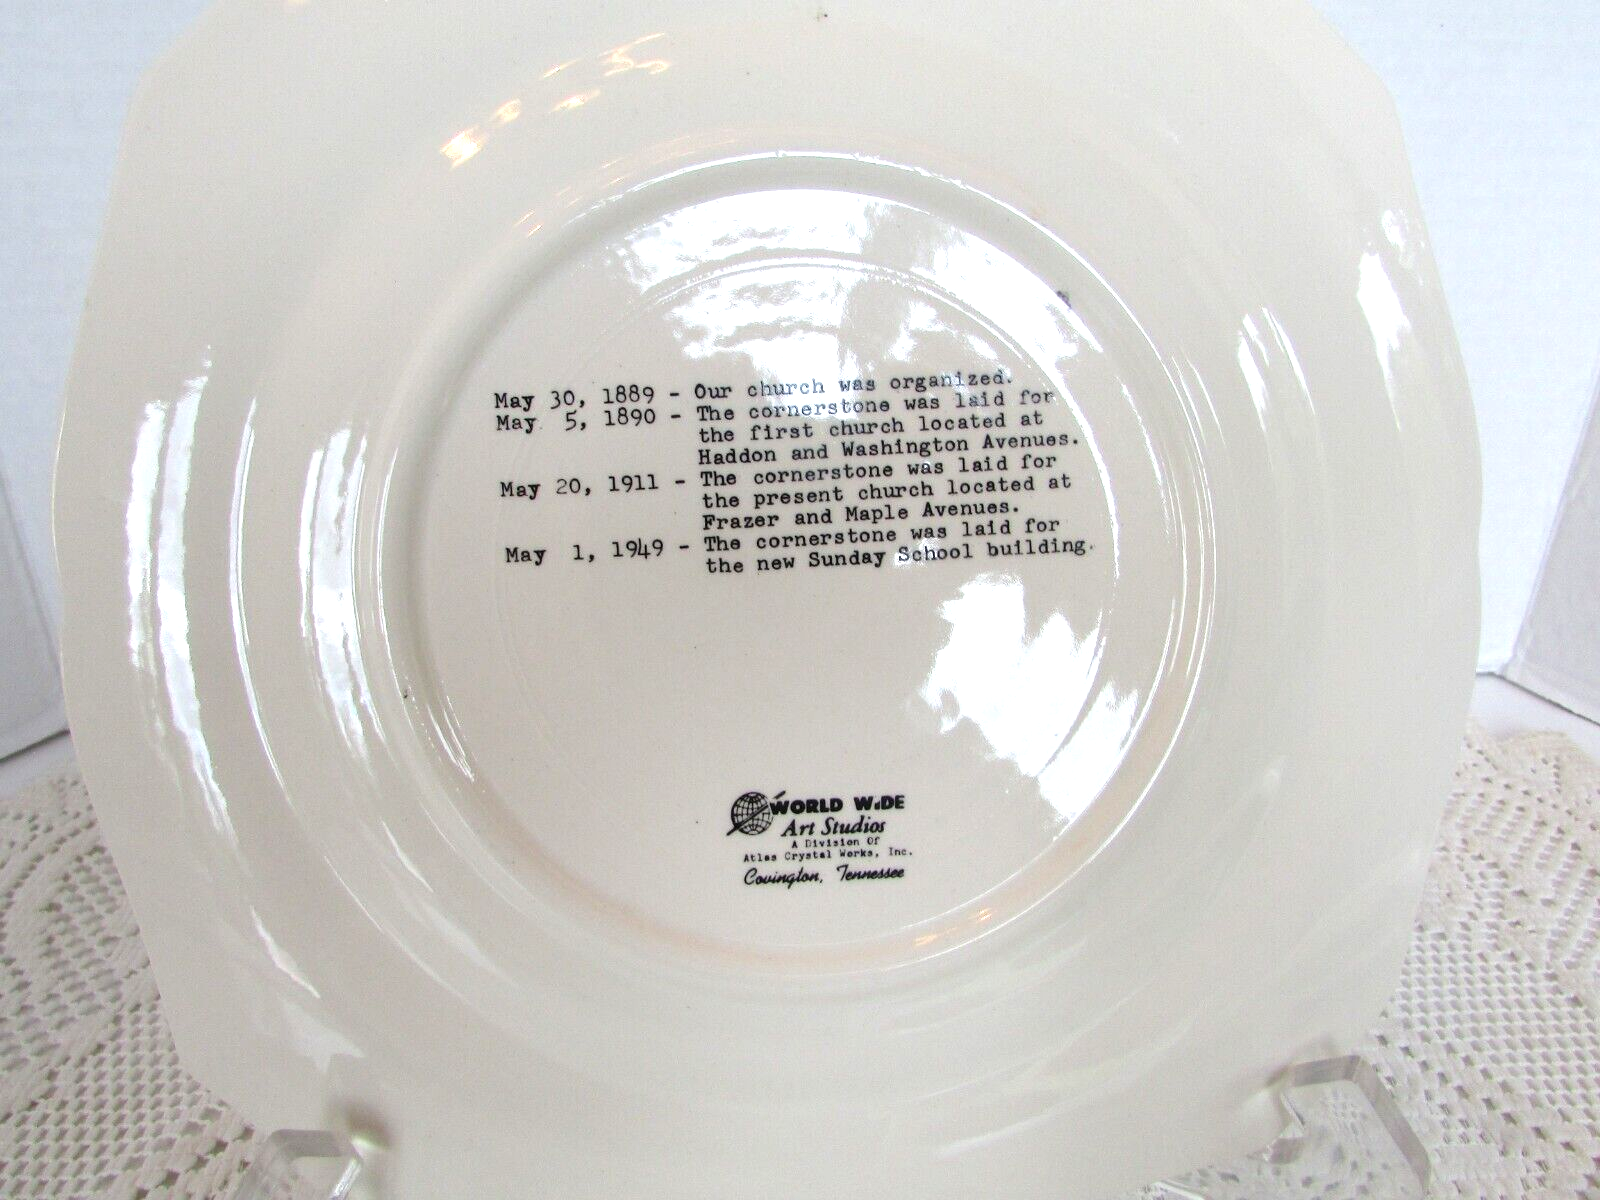 May 30, 1889 - Our church was organized.
May 5, 1890 - The cornerstone was laid for
the first church located at
Haddon and Washington Avenues.
May 20, 1911 - The cornerstone was laid for
the present church located at
Frazer and Maple Avenues.
May 1, 1949 - The cornerstone was laid for
the new Sunday School building.
WORLD WiDE
Art Studios
A Division Of
Atlas Crystal Works, Inc.
Covington, Tennessee